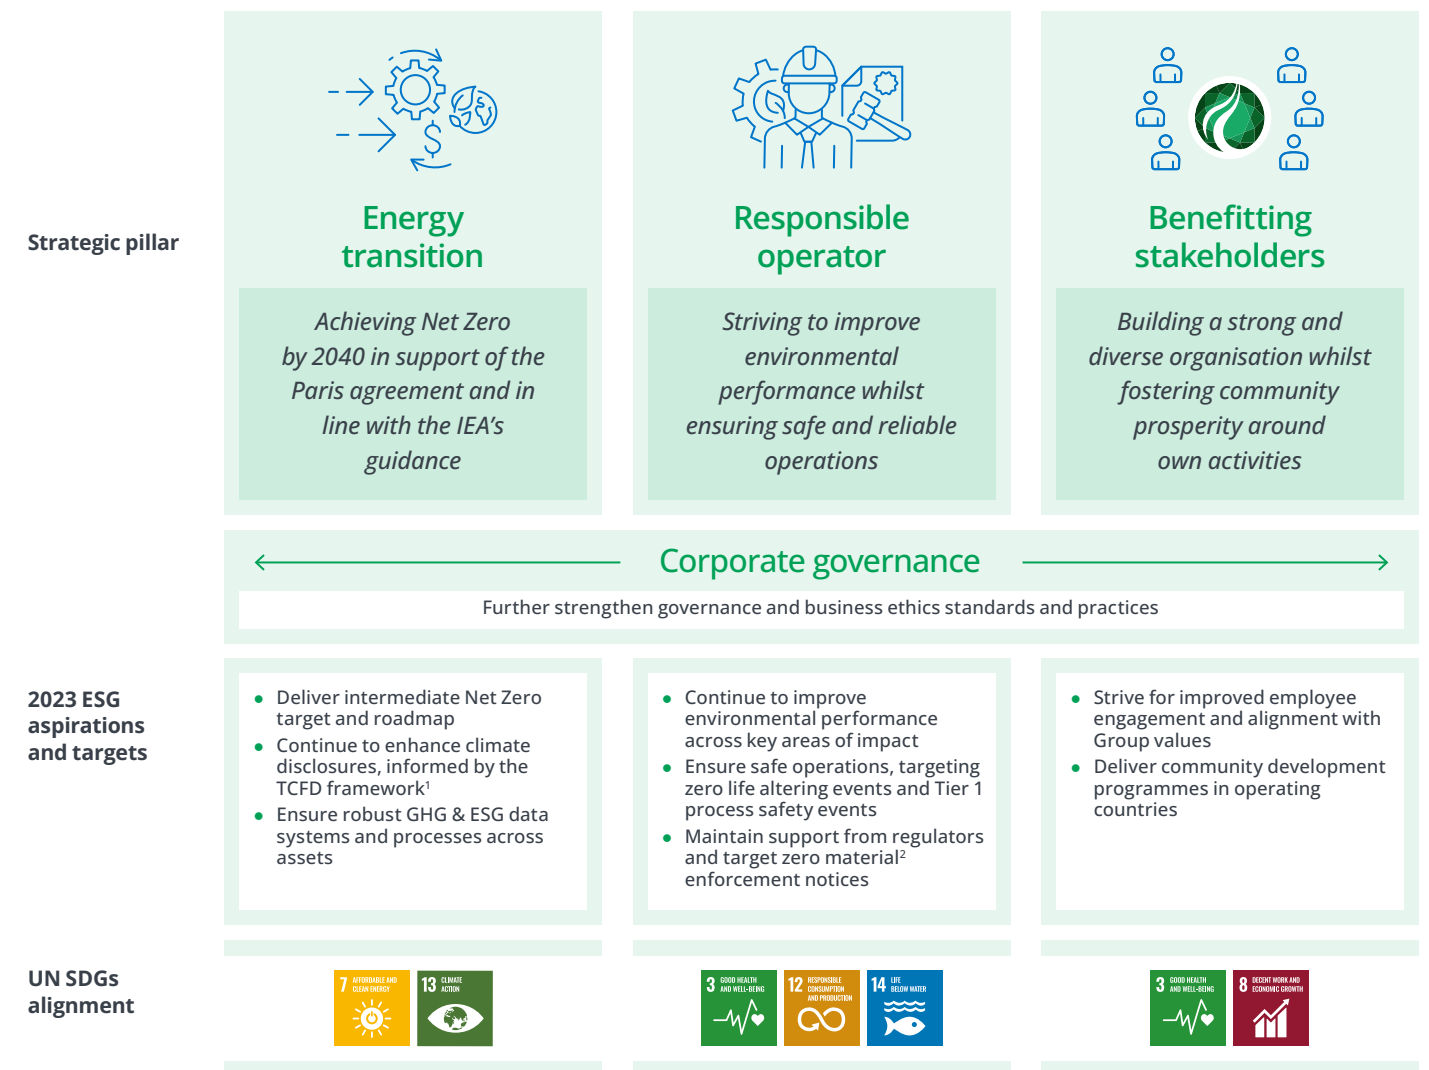 Strategic pillar
Energy
transition
Achieving Net Zero
by 2040 in support of the
Paris agreement and in
line with the IEA’s
guidance
Responsible
operator
Striving to improve
environmental
performance whilst
ensuring safe and reliable
operations
Benefitting
stakeholders
Building a strong and
diverse organisation whilst
fostering community
prosperity around
own activities
Corporate governance
Further strengthen governance and business ethics standards and practices
2023 ESG
aspirations
and targets
• Deliver intermediate Net Zero
target and roadmap
• Continue to enhance climate
disclosures, informed by the
TCFD framework¹
• Ensure robust GHG & ESG data
systems and processes across
assets
• Continue to improve
environmental performance
across key areas of impact
• Ensure safe operations, targeting
zero life altering events and Tier 1
process safety events
• Maintain support from regulators
and target zero material²
enforcement notices
• Strive for improved employee
engagement and alignment with
Group values
• Deliver community development
programmes in operating
countries
UN SDGs
alignment
7 AFFORDABLE AND
CLEAN ENERGY
13 CLIMATE
ACTION
3 GOOD HEALTH
AND WELL-BEING
12 RESPONSIBLE
CONSUMPTION
AND PRODUCTION
14 LIFE
BELOW WATER
3 GOOD HEALTH
AND WELL-BEING
8 DECENT WORK AND
ECONOMIC GROWTH